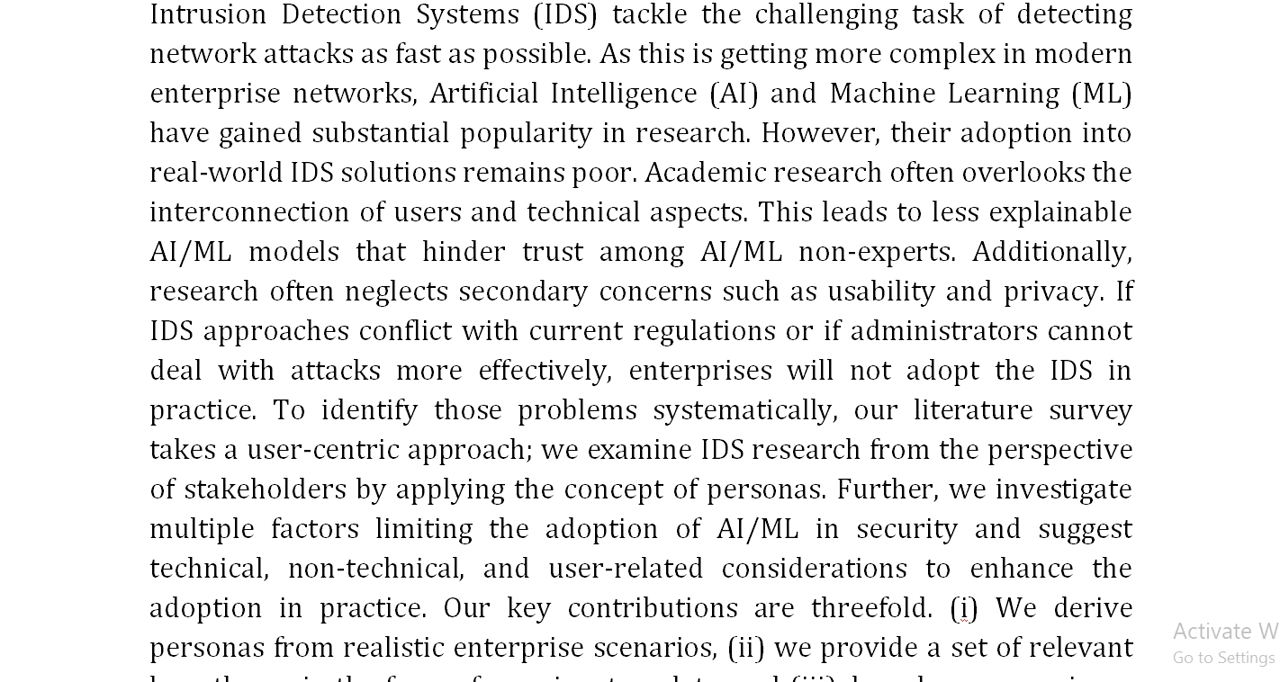 Intrusion Detection Systems (IDS) tackle the challenging task of detecting
network attacks as fast as possible. As this is getting more complex in modern
enterprise networks, Artificial Intelligence (AI) and Machine Learning (ML)
have gained substantial popularity in research. However, their adoption into
real-world IDS solutions remains poor. Academic research often overlooks the
interconnection of users and technical aspects. This leads to less explainable
AI/ML models that hinder trust among AI/ML non-experts. Additionally,
research often neglects secondary concerns such as usability and privacy. If
IDS approaches conflict with current regulations or if administrators cannot
deal with attacks more effectively, enterprises will not adopt the IDS in
practice. To identify those problems systematically, our literature survey
takes a user-centric approach; we examine IDS research from the perspective
of stakeholders by applying the concept of personas. Further, we investigate
multiple factors limiting the adoption of AI/ML in security and suggest
technical, non-technical, and user-related considerations to enhance the
adoption in practice. Our key contributions are threefold. (i) We derive
personas from realistic enterprise scenarios, (ii) we provide a set of relevant
Activate W
Go to Settings